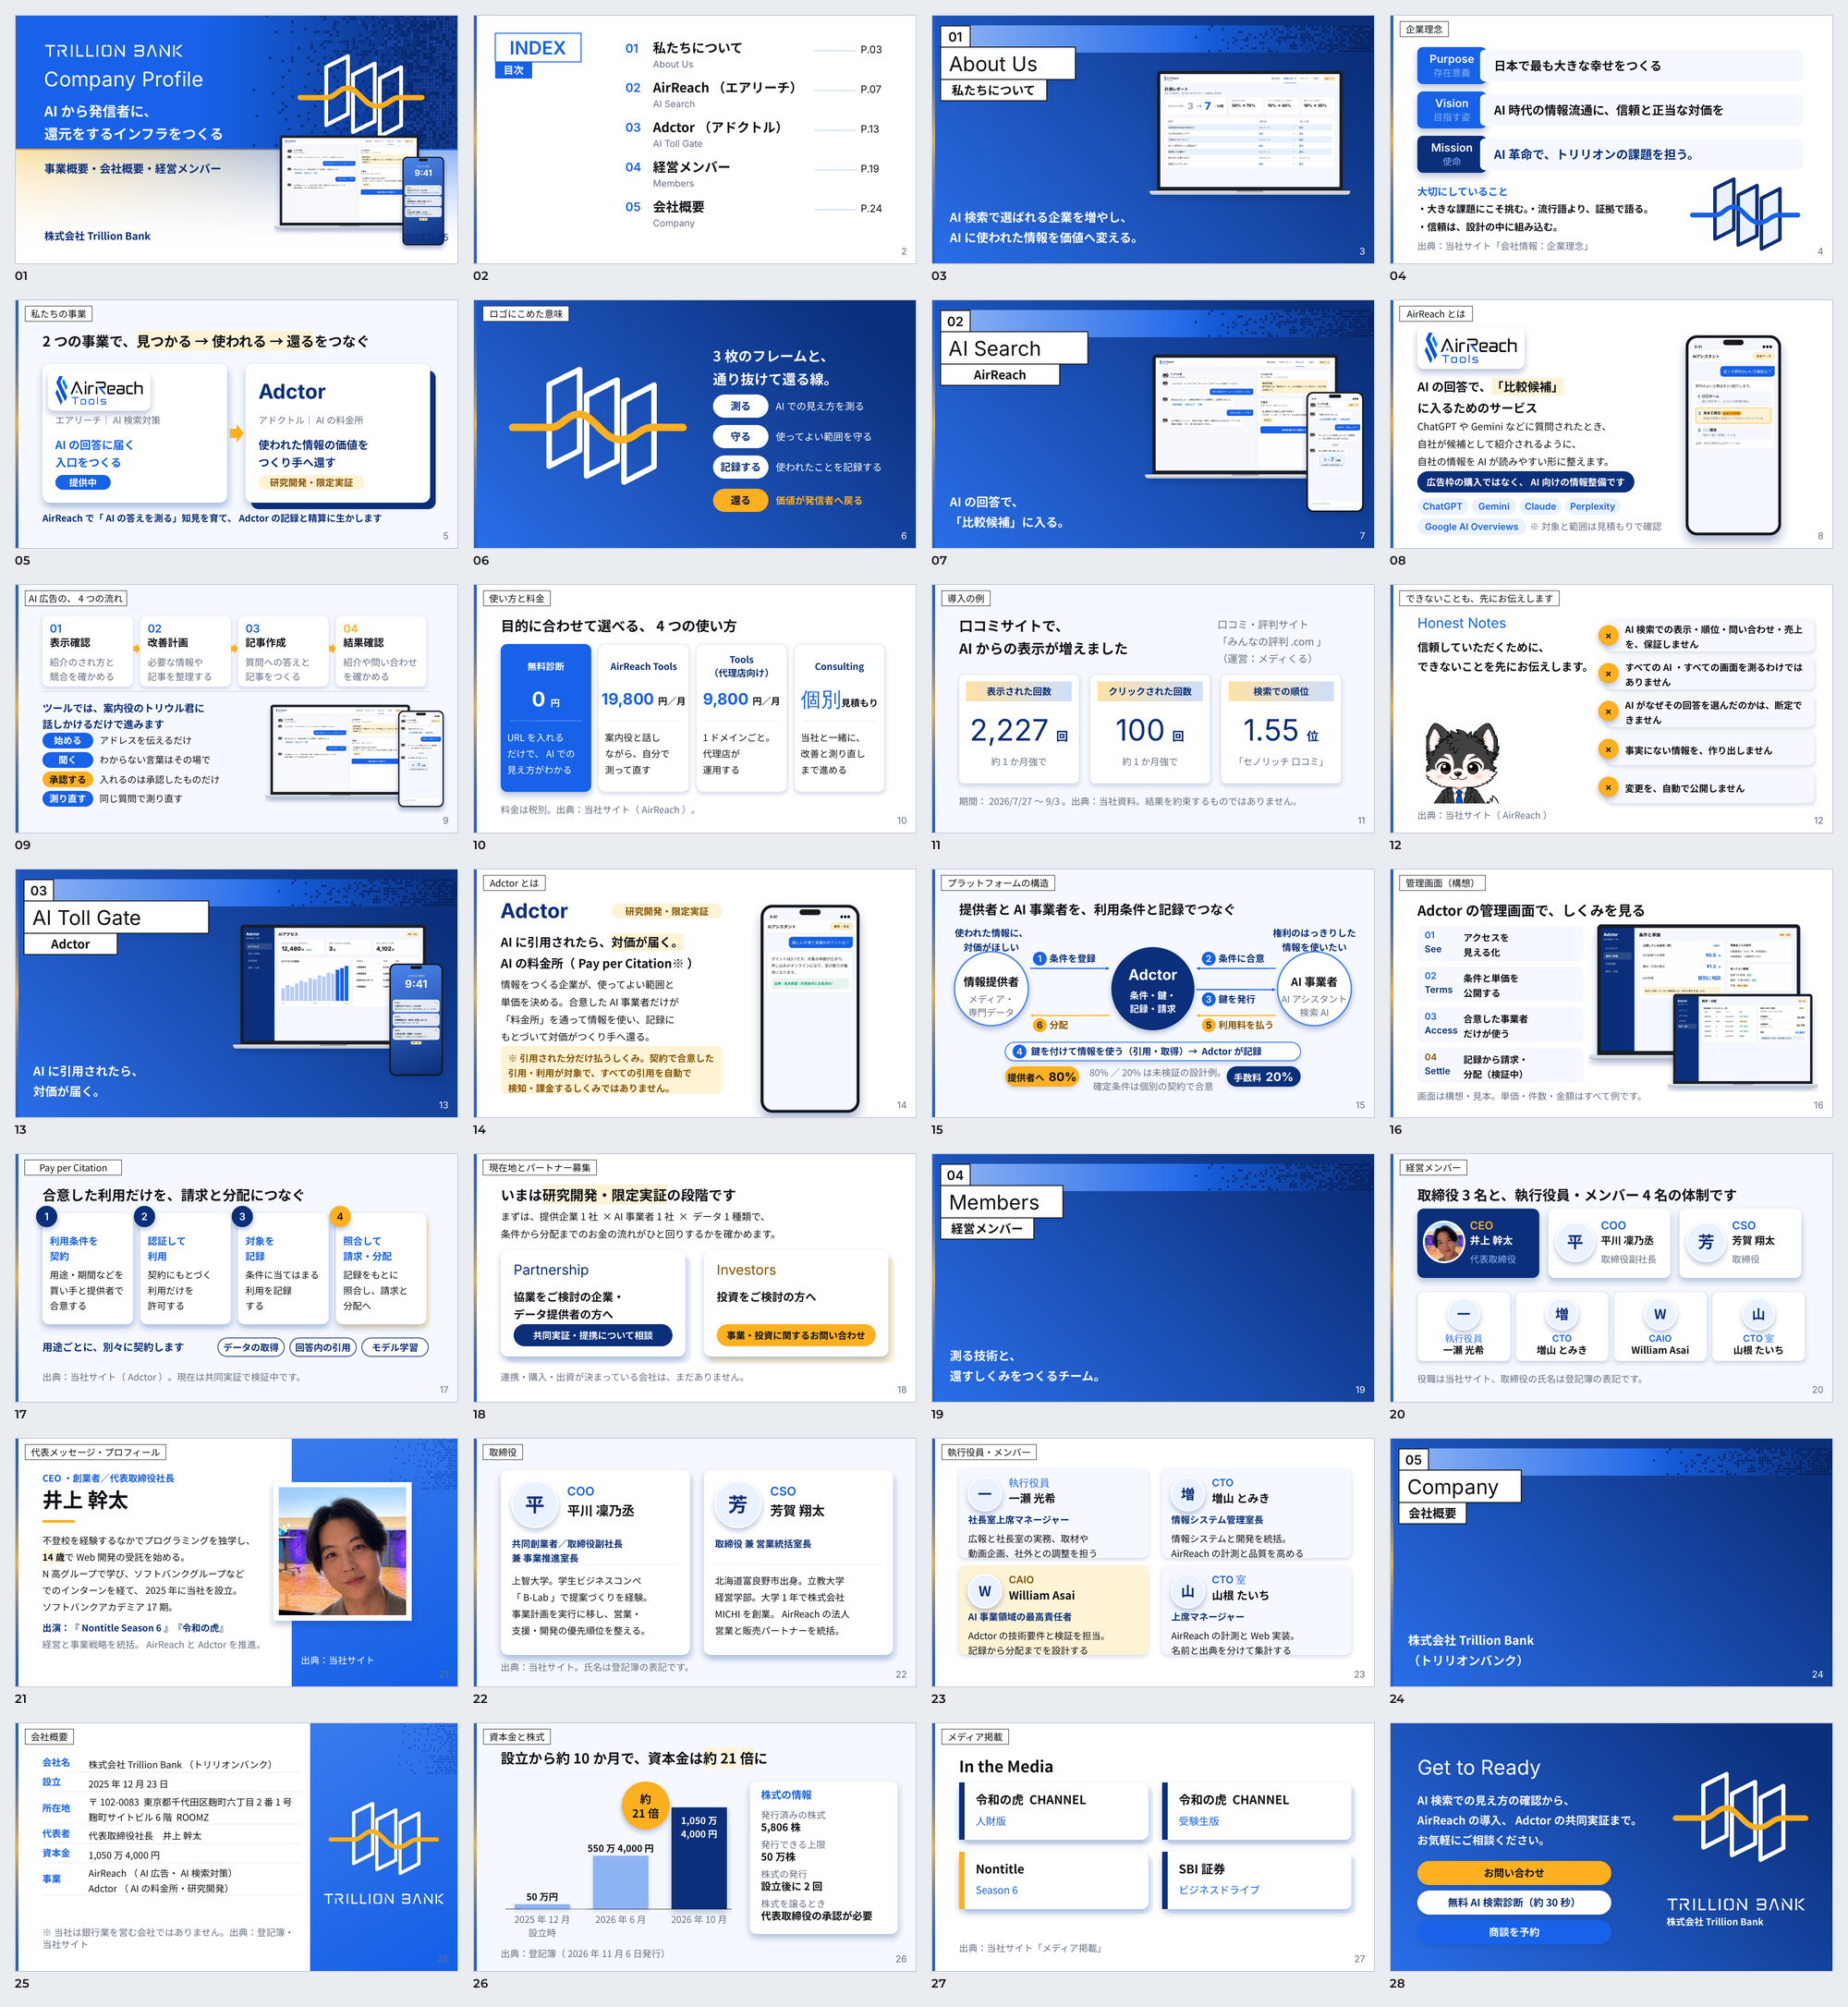 TRILLION BANK
Company Profile
AI から発信者に、
還元をするインフラをつくる
事業概要・会社概要・経営メンバー
株式会社 Trillion Bank
9:41
01
INDEX
目次
01 私たちについて P.03
About Us
02 AirReach （エアリーチ） P.07
AI Search
03 Adctor （アドクトル） P.13
AI Toll Gate
04 経営メンバー P.19
Members
05 会社概要 P.24
Company
2
02
01
About Us
私たちについて
AI 検索で選ばれる企業を増やし、
AI に使われた情報を価値へ変える。
3
03
企業理念
Purpose
存在意義
日本で最も大きな幸せをつくる
Vision
目指す姿
AI 時代の情報流通に、信頼と正当な対価を
Mission
使命
AI 革命で、トリリオンの課題を担う。
大切にしていること
・大きな課題にこそ挑む。・流行語より、証拠で語る。
・信頼は、設計の中に組み込む。
出典：当社サイト「会社情報：企業理念」
4
04
私たちの事業
2 つの事業で、見つかる → 使われる → 還るをつなぐ
AirReach
Tools
エアリーチ｜ AI 検索対策
AI の回答に届く
入口をつくる
提供中
Adctor
アドクトル｜ AI の料金所
使われた情報の価値を
つくり手へ還す
研究開発・限定実証
AirReach で「 AI の答えを測る」知見を育て、 Adctor の記録と精算に生かします
5
05
ロゴにこめた意味
3 枚のフレームと、
通り抜けて還る線。
測る AI での見え方を測る
守る 使ってよい範囲を守る
記録する 使われたことを記録する
還る 価値が発信者へ戻る
6
06
02
AI Search
AirReach
AI の回答で、
「比較候補」に入る。
7
07
AirReach とは
AirReach
Tools
AI の回答で、「比較候補」
に入るためのサービス
ChatGPT や Gemini などに質問されたとき、
自社が候補として紹介されるように、
自社の情報を AI が読みやすい形に整えます。
広告枠の購入ではなく、 AI 向けの情報整備です
ChatGPT Gemini Claude Perplexity
Google AI Overviews ※ 対象と範囲は見積もりで確認
8
08
AI 広告の、 4 つの流れ
01
表示確認
紹介のされ方と
競合を確かめる
02
改善計画
必要な情報や
記事を整理する
03
記事作成
質問への答えと
記事をつくる
04
結果確認
紹介や問い合わせ
を確かめる
ツールでは、案内役のトリウル君に
話しかけるだけで進みます
始める アドレスを伝えるだけ
聞く わからない言葉はその場で
承認する 入れるのは承認したものだけ
測り直す 同じ質問で測り直す
9
09
使い方と料金
目的に合わせて選べる、 4 つの使い方
無料診断
0 円
URL を入れる
だけで、 AI での
見え方がわかる
AirReach Tools
19,800 円／月
案内役と話し
ながら、自分で
測って直す
Tools
（代理店向け）
9,800 円／月
1 ドメインごと。
代理店が
運用する
Consulting
個別見積もり
当社と一緒に、
改善と測り直し
まで進める
料金は税別。出典：当社サイト（ AirReach ）。
10
10
導入の例
口コミサイトで、
AI からの表示が増えました
口コミ・評判サイト
「みんなの評判 .com 」
（運営：メディくる）
表示された回数
2,227 回
約 1 か月強で
クリックされた回数
100 回
約 1 か月強で
検索での順位
1.55 位
「セノリッチ 口コミ」
期間： 2026/7/27 ～ 9/3 。出典：当社資料。結果を約束するものではありません。
11
11
できないことも、先にお伝えします
Honest Notes
信頼していただくために、
できないことを先にお伝えします。
AI 検索での表示・順位・問い合わせ・売上
を、保証しません
すべての AI ・すべての画面を測るわけでは
ありません
AI がなぜその回答を選んだのかは、断定で
きません
事実にない情報を、作り出しません
変更を、自動で公開しません
出典：当社サイト（ AirReach ）
12
12
03
AI Toll Gate
Adctor
AI に引用されたら、
対価が届く。
Adctor
12,480
4,102
9:41
13
13
Adctor とは
Adctor
研究開発・限定実証
AI に引用されたら、対価が届く。
AI の料金所（ Pay per Citation※ ）
情報をつくる企業が、使ってよい範囲と
単価を決める。合意した AI 事業者だけが
「料金所」を通って情報を使い、記録に
もとづいて対価がつくり手へ還る。
※ 引用された分だけ払うしくみ。契約で合意した
引用・利用が対象で、すべての引用を自動で
検知・課金するしくみではありません。
14
14
プラットフォームの構造
提供者と AI 事業者を、利用条件と記録でつなぐ
使われた情報に、
対価がほしい
権利のはっきりした
情報を使いたい
情報提供者
メディア・
専門データ
1 条件を登録
Adctor
条件・鍵・
記録・請求
2 条件に合意
3 鍵を発行
AI 事業者
AI アシスタント
検索 AI
6 分配
5 利用料を払う
4 鍵を付けて情報を使う（引用・取得）→ Adctor が記録
提供者へ 80%
80% ／ 20% は未検証の設計例。
確定条件は個別の契約で合意
手数料 20%
15
15
管理画面（構想）
Adctor の管理画面で、しくみを見る
01
See
アクセスを
見える化
02
Terms
条件と単価を
公開する
03
Access
合意した事業者
だけが使う
04
Settle
記録から請求・
分配（検証中）
画面は構想・見本。単価・件数・金額はすべて例です。
16
16
Pay per Citation
合意した利用だけを、請求と分配につなぐ
1
利用条件を
契約
用途・期間などを
買い手と提供者で
合意する
2
認証して
利用
契約にもとづく
利用だけを
許可する
3
対象を
記録
条件に当てはまる
利用を記録
する
4
照合して
請求・分配
記録をもとに
照合し、請求と
分配へ
用途ごとに、別々に契約します
データの取得 回答内の引用 モデル学習
出典：当社サイト（ Adctor ）。現在は共同実証で検証中です。
17
17
現在地とパートナー募集
いまは研究開発・限定実証の段階です
まずは、提供企業 1 社 × AI 事業者 1 社 × データ 1 種類で、
条件から分配までのお金の流れがひと回りするかを確かめます。
Partnership
協業をご検討の企業・
データ提供者の方へ
共同実証・提携について相談
Investors
投資をご検討の方へ
事業・投資に関するお問い合わせ
連携・購入・出資が決まっている会社は、まだありません。
18
18
04
Members
経営メンバー
測る技術と、
還すしくみをつくるチーム。
19
19
経営メンバー
取締役 3 名と、執行役員・メンバー 4 名の体制です
CEO
井上 幹太
代表取締役
平
COO
平川 凜乃丞
取締役副社長
芳
CSO
芳賀 翔太
取締役
一
執行役員
一瀬 光希
増
CTO
増山 とみき
W
CAIO
William Asai
山
CTO 室
山根 たいち
役職は当社サイト、取締役の氏名は登記簿の表記です。
20
20
代表メッセージ・プロフィール
CEO ・創業者／代表取締役社長
井上 幹太
不登校を経験するなかでプログラミングを独学し、
14 歳で Web 開発の受託を始める。
N 高グループで学び、ソフトバンクグループなど
でのインターンを経て、 2025 年に当社を設立。
ソフトバンクアカデミア 17 期。
出演：『 Nontitle Season 6 』『令和の虎』
経営と事業戦略を統括。 AirReach と Adctor を推進。
出典：当社サイト
21
21
取締役
平
COO
平川 凜乃丞
共同創業者／取締役副社長
兼 事業推進室長
上智大学。学生ビジネスコンペ
「 B-Lab 」で提案づくりを経験。
事業計画を実行に移し、営業・
支援・開発の優先順位を整える。
芳
CSO
芳賀 翔太
取締役 兼 営業統括室長
北海道富良野市出身。立教大学
経営学部。大学 1 年で株式会社
MICHI を創業。 AirReach の法人
営業と販売パートナーを統括。
出典：当社サイト。氏名は登記簿の表記です。
22
22
執行役員・メンバー
一
執行役員
一瀬 光希
社長室上席マネージャー
広報と社長室の実務、取材や
動画企画、社外との調整を担う
増
CTO
増山 とみき
情報システム管理室長
情報システムと開発を統括。
AirReach の計測と品質を高める
W
CAIO
William Asai
AI 事業領域の最高責任者
Adctor の技術要件と検証を担当。
記録から分配までを設計する
山
CTO 室
山根 たいち
上席マネージャー
AirReach の計測と Web 実装。
名前と出典を分けて集計する
23
23
05
Company
会社概要
株式会社 Trillion Bank
（トリリオンバンク）
24
24
会社概要
会社名 株式会社 Trillion Bank （トリリオンバンク）
設立 2025 年 12 月 23 日
所在地 〒 102-0083 東京都千代田区麹町六丁目 2 番 1 号
麹町サイトビル 6 階 ROOMZ
代表者 代表取締役社長 井上 幹太
資本金 1,050 万 4,000 円
事業 AirReach （ AI 広告・ AI 検索対策）
Adctor （ AI の料金所・研究開発）
※ 当社は銀行業を営む会社ではありません。出典：登記簿・
当社サイト
TRILLION BANK
25
25
資本金と株式
設立から約 10 か月で、資本金は約 21 倍に
約
21 倍
50 万円
550 万 4,000 円
1,050 万
4,000 円
2025 年 12 月
設立時
2026 年 6 月
2026 年 10 月
株式の情報
発行済みの株式
5,806 株
発行できる上限
50 万株
株式の発行
設立後に 2 回
株式を譲るとき
代表取締役の承認が必要
出典：登記簿（ 2026 年 11 月 6 日発行）
26
26
メディア掲載
In the Media
令和の虎 CHANNEL
人財版
令和の虎 CHANNEL
受験生版
Nontitle
Season 6
SBI 証券
ビジネスドライブ
出典：当社サイト「メディア掲載」
27
27
Get to Ready
AI 検索での見え方の確認から、
AirReach の導入、 Adctor の共同実証まで。
お気軽にご相談ください。
お問い合わせ
無料 AI 検索診断（約 30 秒）
商談を予約
TRILLION BANK
株式会社 Trillion Bank
28